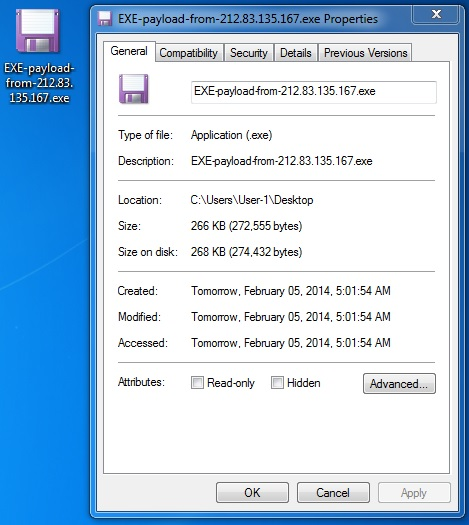 EXE-payload-
from-212.83.
135.167.exe
EXE-payload-from-212.83.135.167.exe Properties
General Compatibility Security Details Previous Versions
EXE-payload-from-212.83.135.167.exe
Type of file: Application (.exe)
Description: EXE-payload-from-212.83.135.167.exe
Location: C:\Users\User-1\Desktop
Size: 266 KB (272,555 bytes)
Size on disk: 268 KB (274,432 bytes)
Created: Tomorrow, February 05, 2014, 5:01:54 AM
Modified: Tomorrow, February 05, 2014, 5:01:54 AM
Accessed: Tomorrow, February 05, 2014, 5:01:54 AM
Attributes: Read-only Hidden Advanced...
OK Cancel Apply